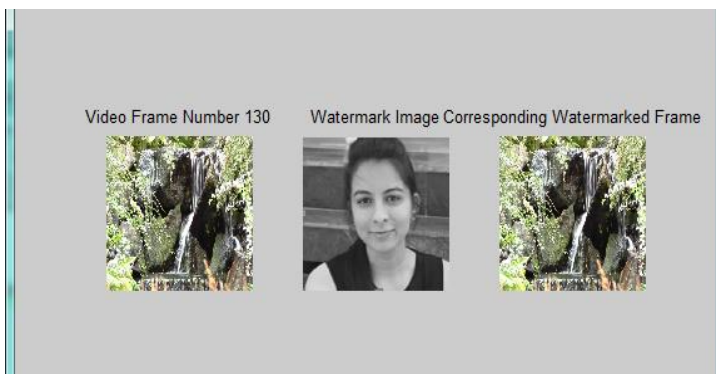 Video Frame Number 130
Watermark Image
Corresponding Watermarked Frame